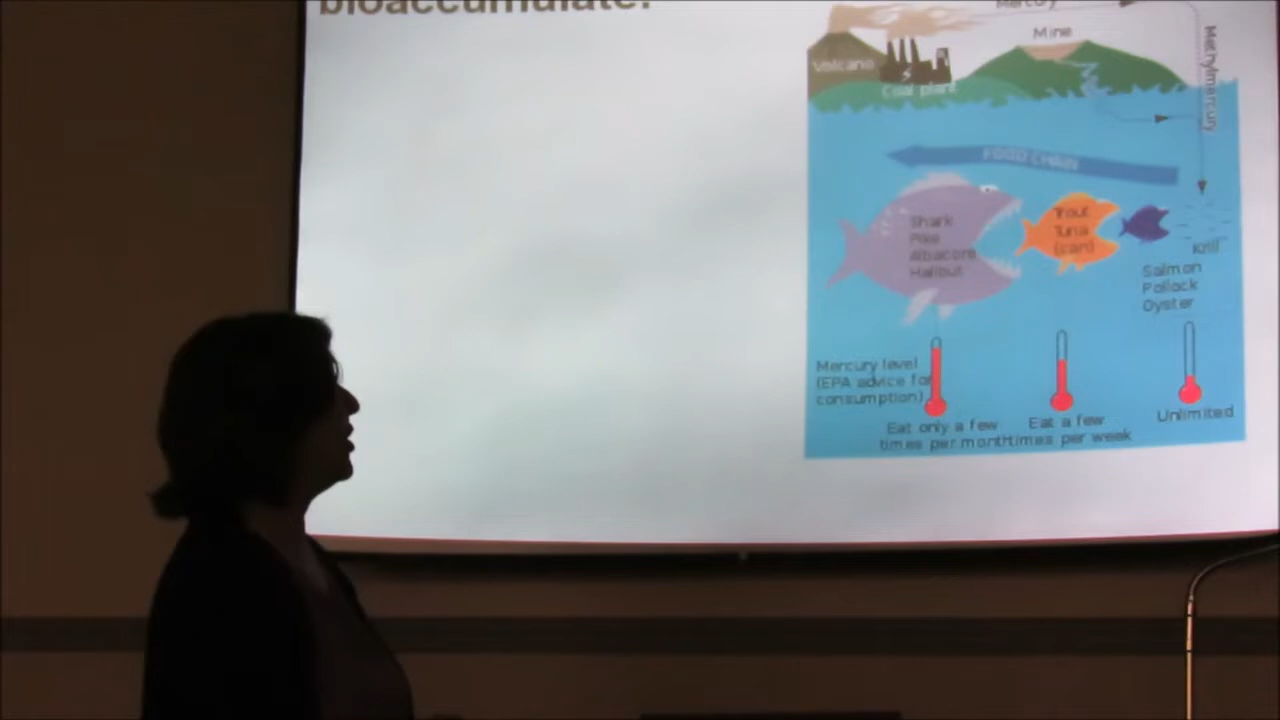 bioaccumulate.
Mercury
Mine
Volcano
Coal plant
Methylmercury
FOOD CHAIN
Shark
Pike
Albacore
Halibut
Trout
Tuna
(can)
Krill
Salmon
Pollock
Oyster
Mercury level
(EPA advice for
consumption)
Eat only a few
times per month
Eat a few
times per week
Unlimited